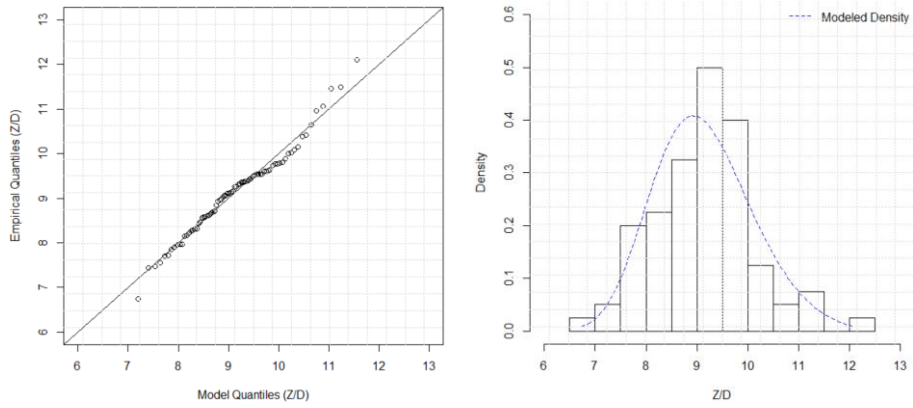 13
12
11
10
9
8
7
6
Empirical Quantiles (Z/D)
6 7 8 9 10 11 12 13
Model Quantiles (Z/D)
Modeled Density
0.6
0.5
0.4
0.3
0.2
0.1
0.0
Density
6 7 8 9 10 11 12 13
Z/D